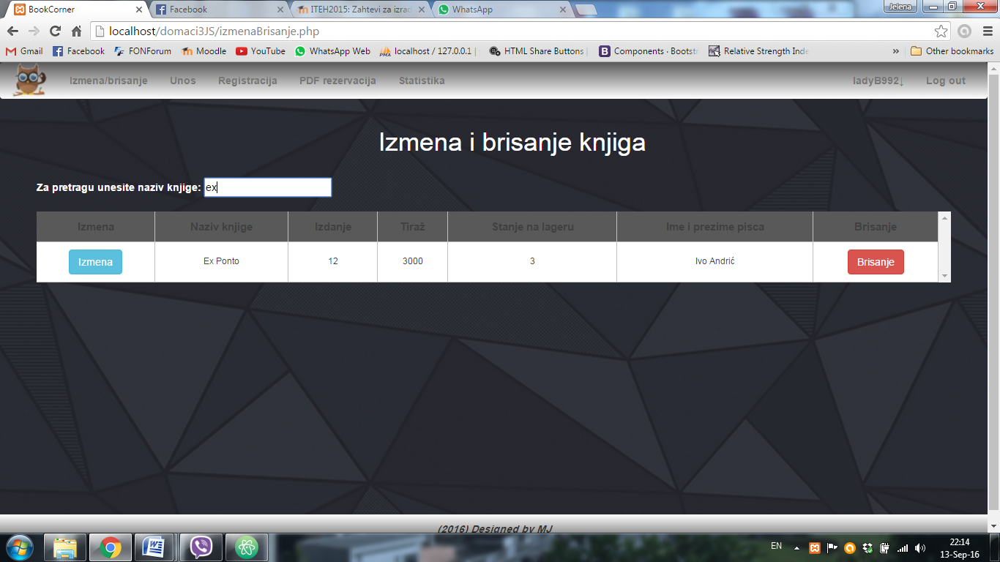 BookCorner
Facebook
ITEH2015: Zahtevi za izrad
WhatsApp
Jelena
localhost/domaci3JS/izmenaBrisanje.php
Gmail Facebook FONForum Moodle YouTube WhatsApp Web localhost / 127.0.0.1 | HTML Share Buttons Components · Bootstr Relative Strength Inde » Other bookmarks
Izmena/brisanje Unos Registracija PDF rezervacija Statistika ladyB992↓ Log out
Izmena i brisanje knjiga
Za pretragu unesite naziv knjige: ex
Izmena Naziv knjige Izdanje Tiraž Stanje na lageru Ime i prezime pisca Brisanje
Izmena Ex Ponto 12 3000 3 Ivo Andrić Brisanje
(2016) Designed by MJ
EN 22:14
13-Sep-16